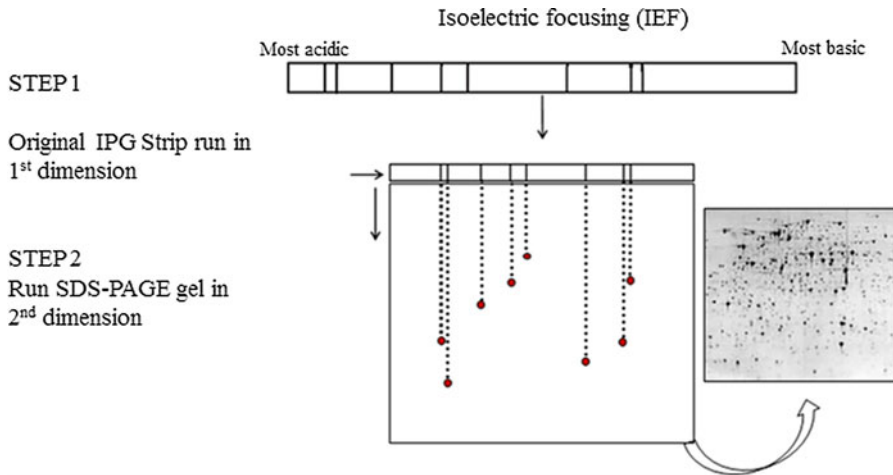 Isoelectric focusing (IEF)
Most acidic
Most basic
STEP 1
Original IPG Strip run in
1st dimension
STEP 2
Run SDS-PAGE gel in
2nd dimension